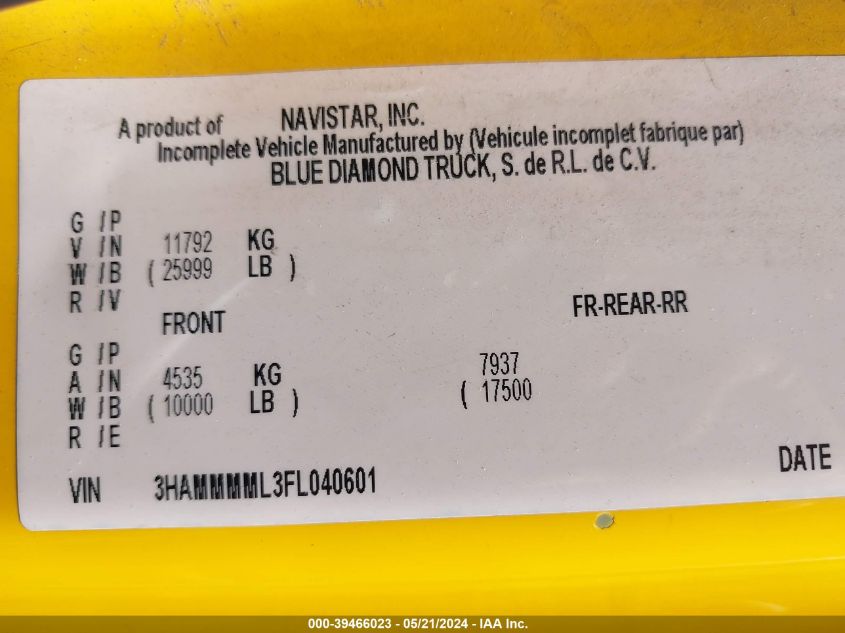 A product of NAVISTAR, INC.
Incomplete Vehicle Manufactured by (Vehicule incomplet fabrique par)
BLUE DIAMOND TRUCK, S. de R.L. de C.V.
G /P
V /N 11792 KG
W /B ( 25999 LB )
R /V
FRONT FR-REAR-RR
G /P
A /N 4535 KG 7937
W /B ( 10000 LB ) ( 17500
R /E
VIN 3HAMMMML3FL040601 DATE
000-39466023 - 05/21/2024 - IAA Inc.